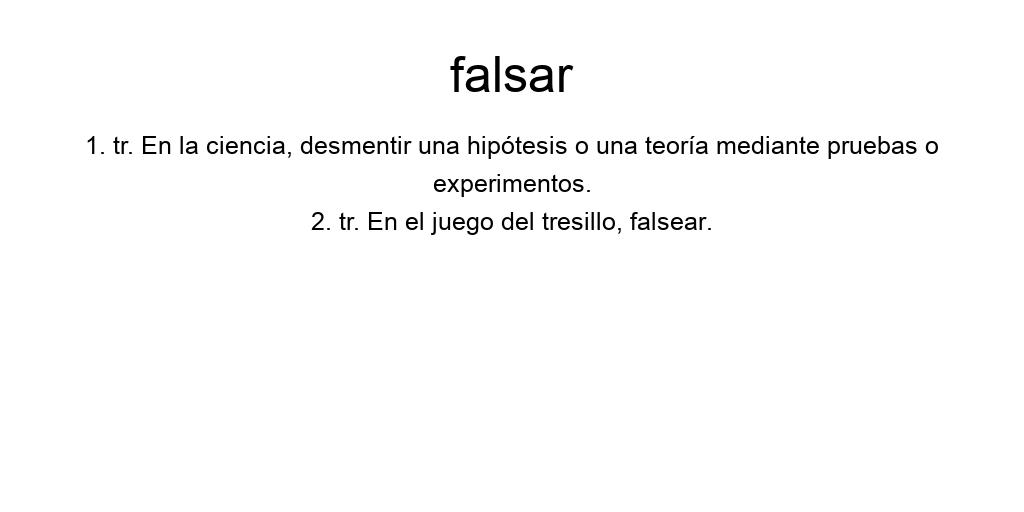 falsar
1. tr. En la ciencia, desmentir una hipótesis o una teoría mediante pruebas o
experimentos.
2. tr. En el juego del tresillo, falsear.